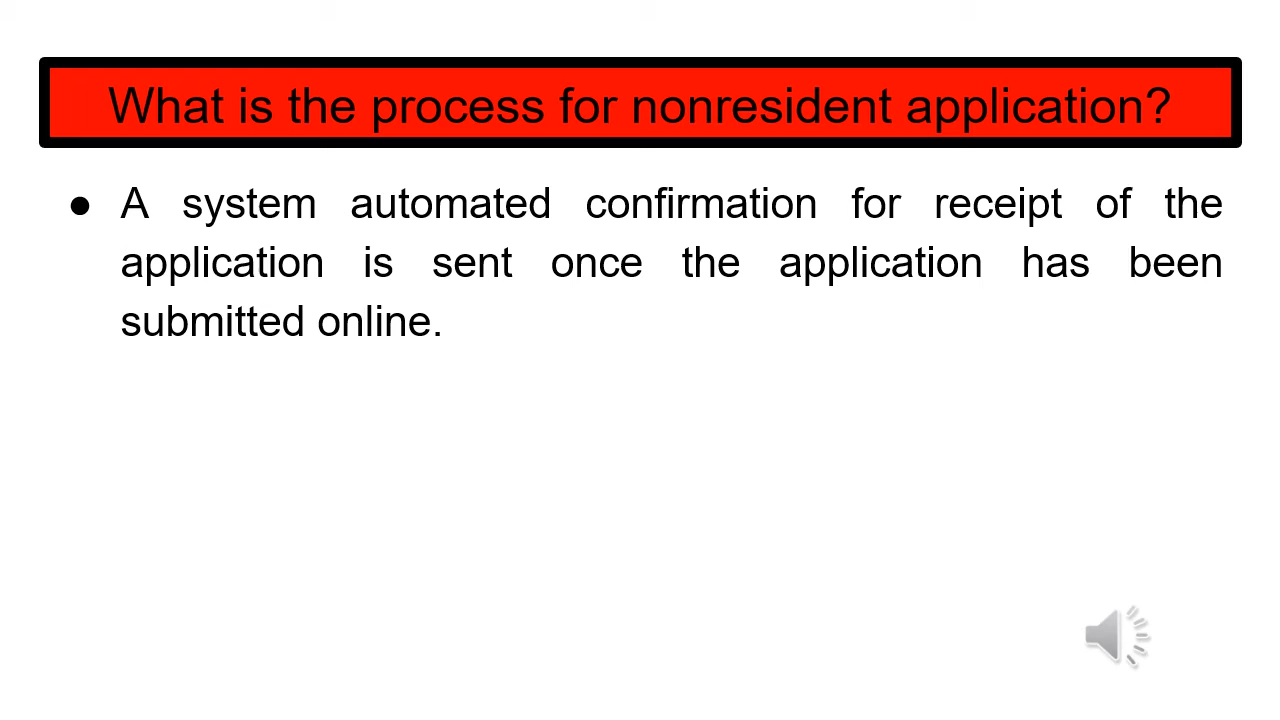 What is the process for nonresident application?
● A system automated confirmation for receipt of the
application is sent once the application has been
submitted online.